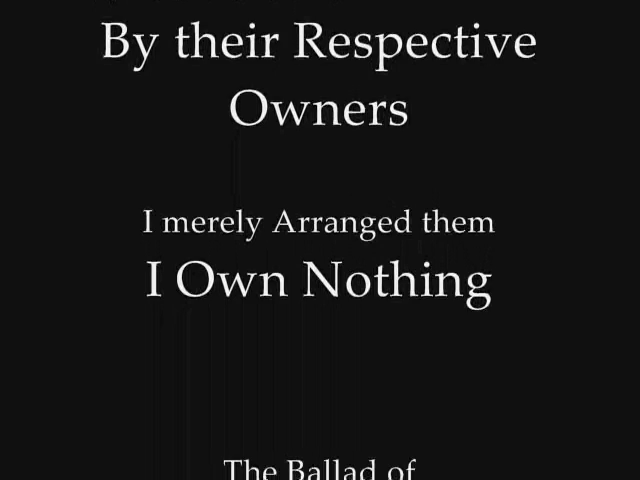 By their Respective
Owners
I merely Arranged them
I Own Nothing
The Ballad of